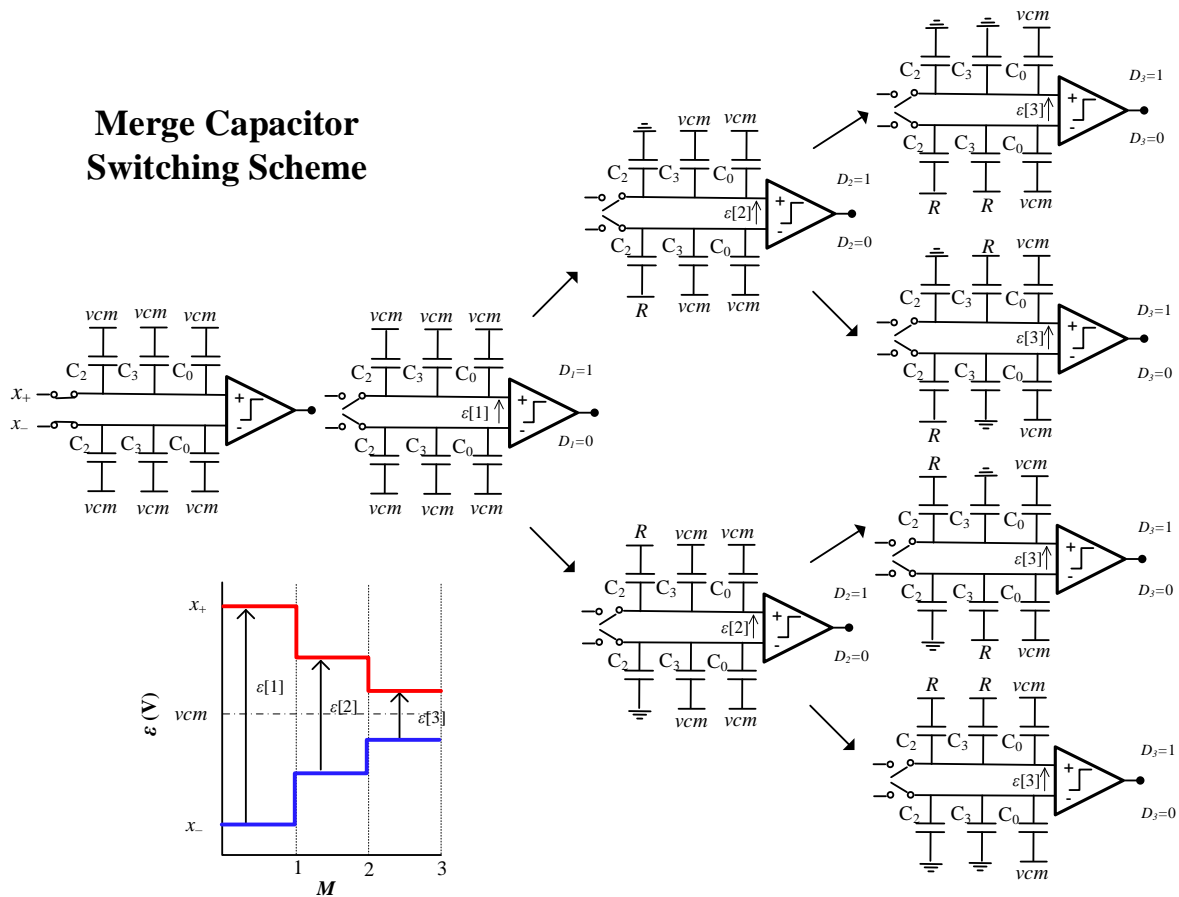 Merge Capacitor
Switching Scheme
vcm vcm vcm
C2 C3 C0
x+
x−
+
-
C2 C3 C0
vcm vcm vcm
vcm vcm vcm
C2 C3 C0
D1=1
+
ε[1]
-
D1=0
C2 C3 C0
vcm vcm vcm
vcm vcm
C2 C3 C0
D2=1
+
ε[2]
-
D2=0
C2 C3 C0
R vcm vcm
R vcm vcm
C2 C3 C0
D2=1
+
ε[2]
-
D2=0
C2 C3 C0
vcm vcm
vcm
C2 C3 C0
D3=1
+
ε[3]
-
D3=0
C2 C3 C0
R R vcm
R vcm
C2 C3 C0
D3=1
+
ε[3]
-
D3=0
C2 C3 C0
R vcm
R vcm
C2 C3 C0
D3=1
+
ε[3]
-
D3=0
C2 C3 C0
R vcm
R R vcm
C2 C3 C0
D3=1
+
ε[3]
-
D3=0
C2 C3 C0
vcm
x+
ε[1]
ε (V)
vcm
ε[2]
ε[3]
x−
1 2 3
M